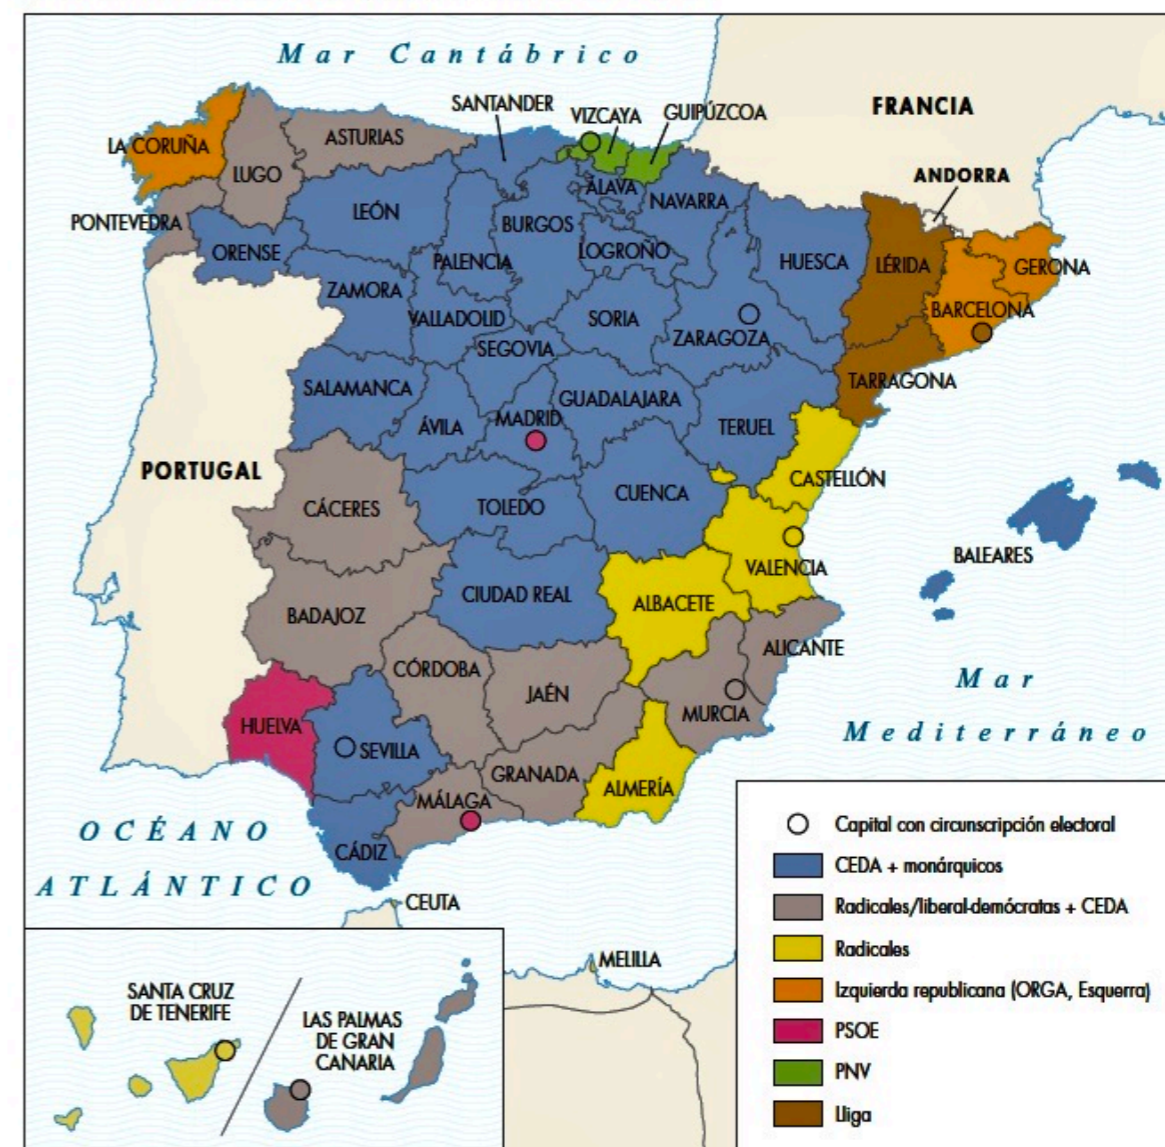 Mar Cantábrico
SANTANDER
VIZCAYA
GUIPÚZCOA
FRANCIA
LA CORUÑA
ASTURIAS
LUGO
ANDORRA
PONTEVEDRA
LEÓN
ÁLAVA
NAVARRA
ORENSE
PALENCIA
BURGOS
LOGROÑO
HUESCA
LÉRIDA
GERONA
ZAMORA
BARCELONA
VALLADOLID
SORIA
ZARAGOZA
SEGOVIA
TARRAGONA
SALAMANCA
GUADALAJARA
ÁVILA
MADRID
TERUEL
PORTUGAL
CASTELLÓN
CÁCERES
TOLEDO
CUENCA
BALEARES
VALENCIA
BADAJOZ
CIUDAD REAL
ALBACETE
ALICANTE
CÓRDOBA
JAÉN
Mar
Mediterráneo
MURCIA
HUELVA
SEVILLA
GRANADA
ALMERÍA
MÁLAGA
OCÉANO
ATLÁNTICO
CÁDIZ
CEUTA
MELILLA
SANTA CRUZ
DE TENERIFE
LAS PALMAS
DE GRAN
CANARIA
Capital con circunscripción electoral
CEDA + monárquicos
Radicales/liberal-demócratas + CEDA
Radicales
Izquierda republicana (ORGA, Esquerra)
PSOE
PNV
Lliga